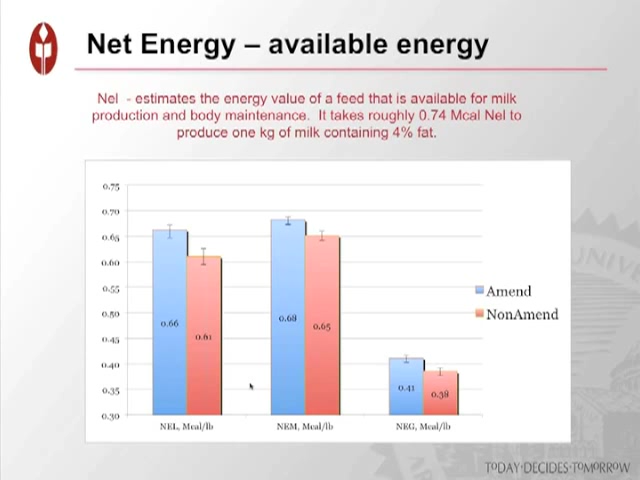 Net Energy – available energy
Nel - estimates the energy value of a feed that is available for milk
production and body maintenance. It takes roughly 0.74 Mcal Nel to
produce one kg of milk containing 4% fat.
0.75
0.70
0.65
0.60
0.55
0.50
0.45
0.40
0.35
0.30
0.66
0.61
0.68
0.65
0.41
0.38
NEL, Mcal/lb
NEM, Mcal/lb
NEG, Mcal/lb
Amend
NonAmend
UNIVE
TODAY·DECIDES·TOMORROW